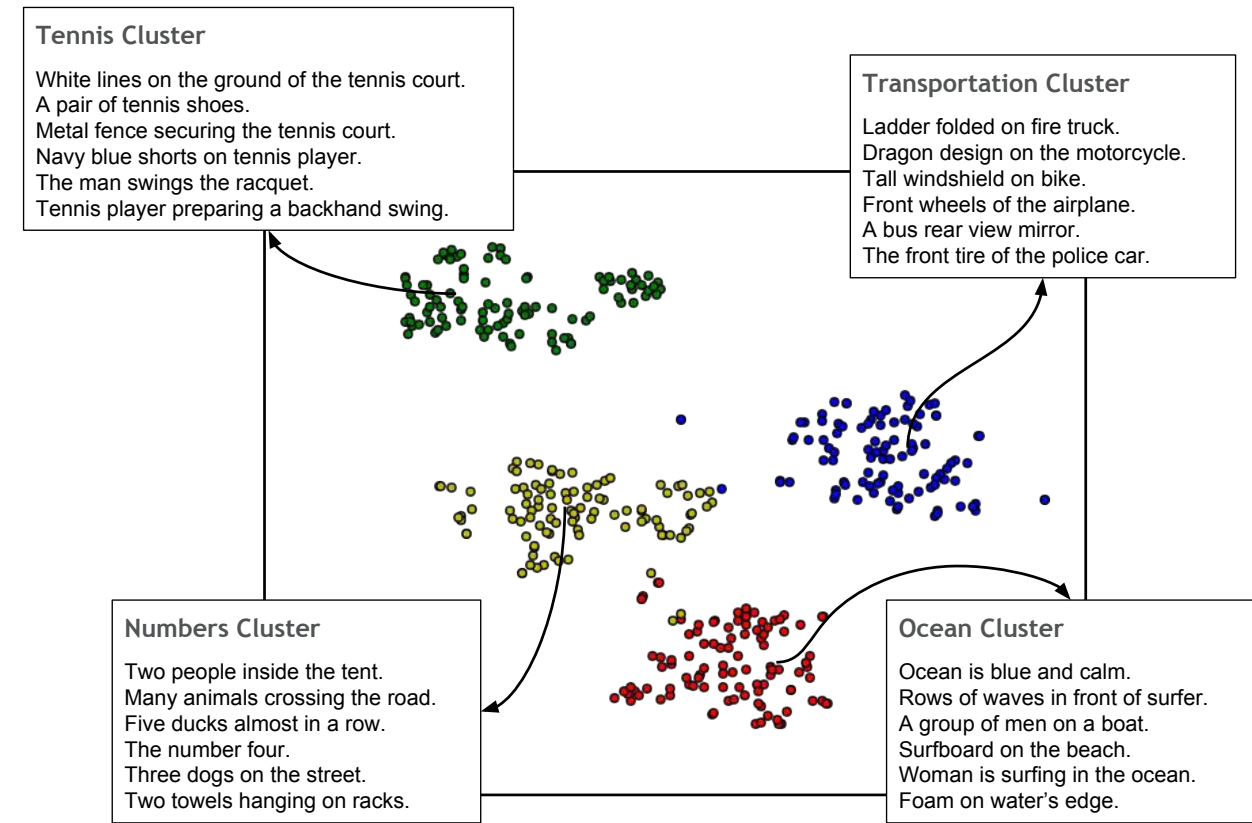 Tennis Cluster
White lines on the ground of the tennis court.
A pair of tennis shoes.
Metal fence securing the tennis court.
Navy blue shorts on tennis player.
The man swings the racquet.
Tennis player preparing a backhand swing.
Transportation Cluster
Ladder folded on fire truck.
Dragon design on the motorcycle.
Tall windshield on bike.
Front wheels of the airplane.
A bus rear view mirror.
The front tire of the police car.
Numbers Cluster
Two people inside the tent.
Many animals crossing the road.
Five ducks almost in a row.
The number four.
Three dogs on the street.
Two towels hanging on racks.
Ocean Cluster
Ocean is blue and calm.
Rows of waves in front of surfer.
A group of men on a boat.
Surfboard on the beach.
Woman is surfing in the ocean.
Foam on water's edge.